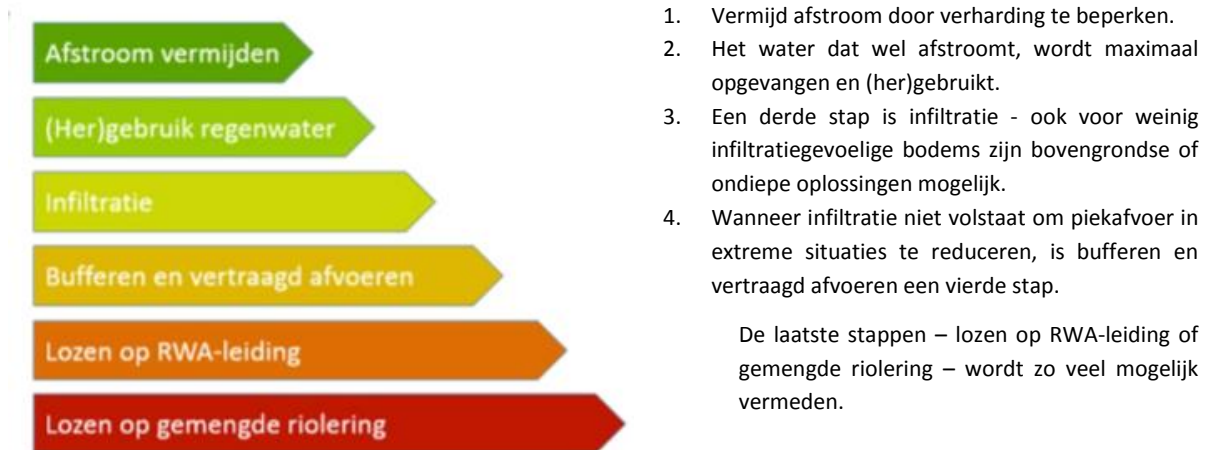 Afstroom vermijden
(Her)gebruik regenwater
Infiltratie
Bufferen en vertraagd afvoeren
Lozen op RWA-leiding
Lozen op gemengde riolering
1. Vermijd afstroom door verharding te beperken.
2. Het water dat wel afstroomt, wordt maximaal
opgevangen en (her)gebruikt.
3. Een derde stap is infiltratie - ook voor weinig
infiltratiegevoelige bodems zijn bovengrondse of
ondiepe oplossingen mogelijk.
4. Wanneer infiltratie niet volstaat om piekafvoer in
extreme situaties te reduceren, is bufferen en
vertraagd afvoeren een vierde stap.
De laatste stappen – lozen op RWA-leiding of
gemengde riolering – wordt zo veel mogelijk
vermeden.